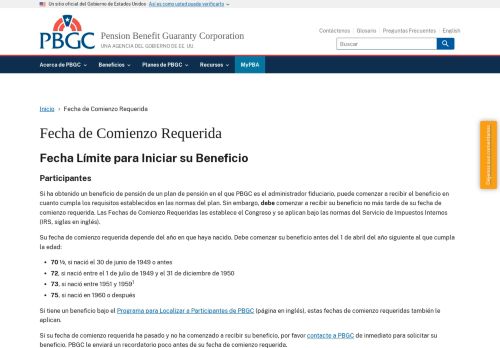 Un sitio oficial del Gobierno de Estados Unidos Así es como usted puede verificarlo
PBGC
Pension Benefit Guaranty Corporation
UNA AGENCIA DEL GOBIERNO DE EE. UU
Contáctenos Glosario Preguntas Frecuentes English
Buscar
Acerca de PBGC Beneficios Planes de PBGC Recursos MyPBA
Inicio › Fecha de Comienzo Requerida
Fecha de Comienzo Requerida
Fecha Límite para Iniciar su Beneficio
Participantes
Si ha obtenido un beneficio de pensión de un plan de pensión en el que PBGC es el administrador fiduciario, puede comenzar a recibir el beneficio en
cuanto cumpla los requisitos establecidos en las normas del plan. Sin embargo, debe comenzar a recibir su beneficio no más tarde de su fecha de
comienzo requerida. Las Fechas de Comienzo Requeridas las establece el Congreso y se aplican bajo las normas del Servicio de Impuestos Internos
(IRS, siglas en inglés).
Su fecha de comienzo requerida depende del año en que haya nacido. Debe comenzar su beneficio antes del 1 de abril del año siguiente al que cumpla
la edad:
• 70 ½, si nació el 30 de junio de 1949 o antes
• 72, si nació entre el 1 de julio de 1949 y el 31 de diciembre de 1950
• 73, si nació entre 1951 y 1959¹
• 75, si nació en 1960 o después
Si tiene un beneficio bajo el Programa para Localizar a Participantes de PBGC (página en inglés), estas fechas de comienzo requeridas también le
aplican.
Si su fecha de comienzo requerida ha pasado y no ha comenzado a recibir su beneficio, por favor contacte a PBGC de inmediato para solicitar su
beneficio. PBGC le enviará un recordatorio poco antes de su fecha de comienzo requerida.